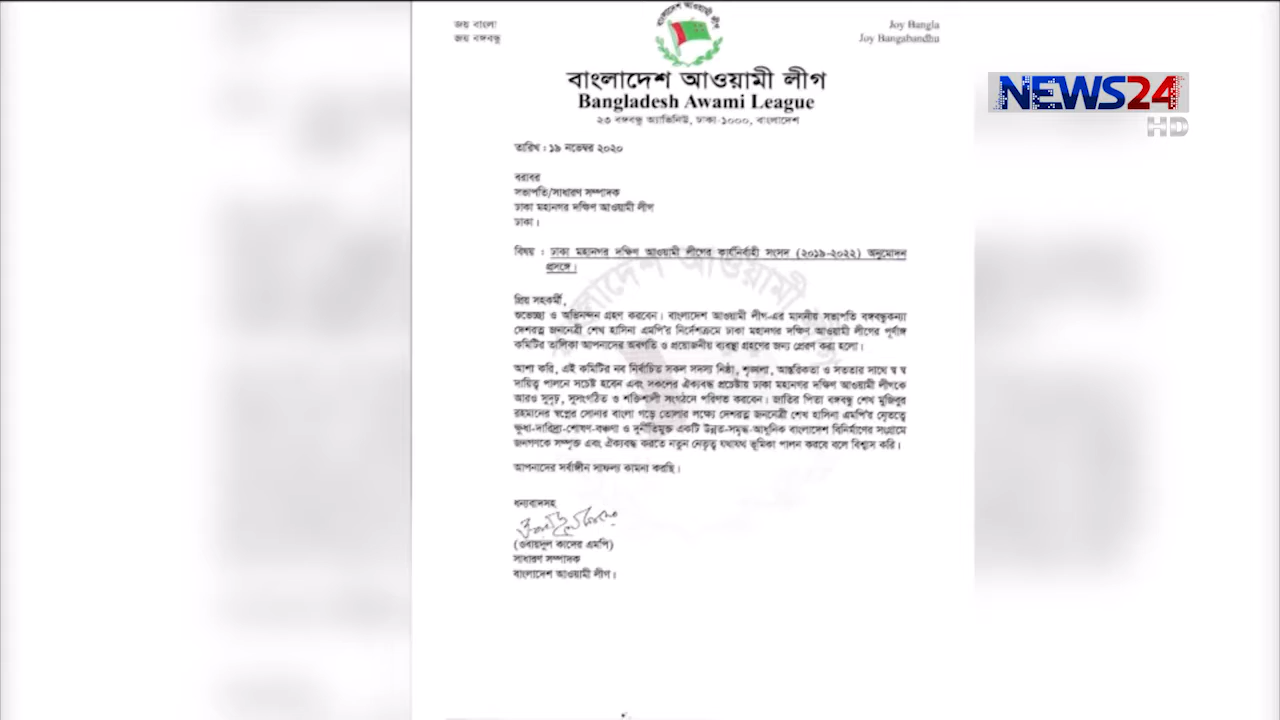 জয় বাংলা
জয় বঙ্গবন্ধু
বাংলাদেশ আওয়ামী লীগ
Joy Bangla
Joy Bangabandhu
বাংলাদেশ আওয়ামী লীগ
Bangladesh Awami League
২৩ বঙ্গবন্ধু অ্যাভিনিউ, ঢাকা-১০০০, বাংলাদেশ
NEWS24
HD
তারিখ : ১৯ নভেম্বর ২০২০
বরাবর
সভাপতি/সাধারণ সম্পাদক
ঢাকা মহানগর দক্ষিণ আওয়ামী লীগ
ঢাকা।
বিষয় : ঢাকা মহানগর দক্ষিণ আওয়ামী লীগের কার্যনির্বাহী সংসদ (২০১৯-২০২২) অনুমোদন
প্রসঙ্গে।
প্রিয় সহকর্মী,
শুভেচ্ছা ও অভিনন্দন গ্রহণ করবেন। বাংলাদেশ আওয়ামী লীগ-এর মাননীয় সভাপতি বঙ্গবন্ধুকন্যা
দেশরত্ন জননেত্রী শেখ হাসিনা এমপি'র নির্দেশক্রমে ঢাকা মহানগর দক্ষিণ আওয়ামী লীগের পূর্ণাঙ্গ
কমিটির তালিকা আপনাদের অবগতি ও প্রয়োজনীয় ব্যবস্থা গ্রহণের জন্য প্রেরণ করা হলো।
আশা করি, এই কমিটির নব নির্বাচিত সকল সদস্য নিষ্ঠা, শৃঙ্খলা, আন্তরিকতা ও সততার সাথে স্ব স্ব
দায়িত্ব পালনে সচেষ্ট হবেন এবং সকলের ঐক্যবদ্ধ প্রচেষ্টায় ঢাকা মহানগর দক্ষিণ আওয়ামী লীগকে
আরও সুদৃঢ়, সুসংগঠিত ও শক্তিশালী সংগঠনে পরিণত করবেন। জাতির পিতা বঙ্গবন্ধু শেখ মুজিবুর
রহমানের স্বপ্নের সোনার বাংলা গড়ে তোলার লক্ষ্যে দেশরত্ন জননেত্রী শেখ হাসিনা এমপি'র নেতৃত্বে
ক্ষুধা-দারিদ্র্য-শোষণ-বঞ্চণা ও দুর্নীতিমুক্ত একটি উন্নত-সমৃদ্ধ-আধুনিক বাংলাদেশ বিনির্মাণের সংগ্রামে
জনগণকে সম্পৃক্ত এবং ঐক্যবদ্ধ করতে নতুন নেতৃত্ব যথাযথ ভূমিকা পালন করবে বলে বিশ্বাস করি।
আপনাদের সর্বাঙ্গীন সাফল্য কামনা করছি।
ধন্যবাদসহ
(ওবায়দুল কাদের এমপি)
সাধারণ সম্পাদক
বাংলাদেশ আওয়ামী লীগ।